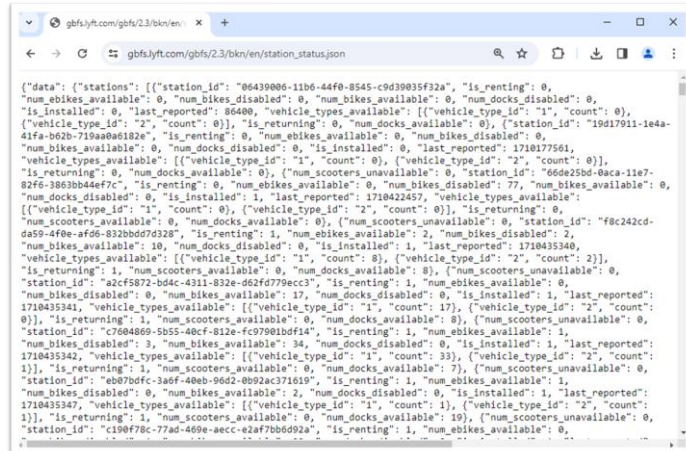 gbfs.lyft.com/gbfs/2.3/bkn/en/s
gbfs.lyft.com/gbfs/2.3/bkn/en/station_status.json
{"data": {"stations": [{"station_id": "06439006-11b6-44f0-8545-c9d39035f32a", "is_renting": 0,
"num_ebikes_available": 0, "num_bikes_disabled": 0, "num_bikes_available": 0, "num_docks_disabled": 0,
"is_installed": 0, "last_reported": 86400, "vehicle_types_available": [{"vehicle_type_id": "1", "count": 0},
{"vehicle_type_id": "2", "count": 0}], "is_returning": 0, "num_docks_available": 0}, {"station_id": "19d17911-1e4a-
41fa-b62b-719aa0a6182e", "is_renting": 0, "num_ebikes_available": 0, "num_bikes_disabled": 0,
"num_bikes_available": 0, "num_docks_disabled": 0, "is_installed": 0, "last_reported": 1710177561,
"vehicle_types_available": [{"vehicle_type_id": "1", "count": 0}, {"vehicle_type_id": "2", "count": 0}],
"is_returning": 0, "num_docks_available": 0}, {"num_scooters_unavailable": 0, "station_id": "66de25bd-0aca-11e7-
82f6-3863bb44ef7c", "is_renting": 0, "num_ebikes_available": 0, "num_bikes_disabled": 77, "num_bikes_available": 0,
"num_docks_disabled": 0, "is_installed": 1, "last_reported": 1710422457, "vehicle_types_available":
[{"vehicle_type_id": "1", "count": 0}, {"vehicle_type_id": "2", "count": 0}], "is_returning": 0,
"num_scooters_available": 0, "num_docks_available": 0}, {"num_scooters_unavailable": 0, "station_id": "f8c242cd-
da59-4f0e-afd6-832bbdd7d328", "is_renting": 1, "num_ebikes_available": 2, "num_bikes_disabled": 2,
"num_bikes_available": 10, "num_docks_disabled": 0, "is_installed": 1, "last_reported": 1710435340,
"vehicle_types_available": [{"vehicle_type_id": "1", "count": 8}, {"vehicle_type_id": "2", "count": 2}],
"is_returning": 1, "num_scooters_available": 0, "num_docks_available": 8}, {"num_scooters_unavailable": 0,
"station_id": "a2cf5872-bd4c-4311-832e-d62fd779ecc3", "is_renting": 1, "num_ebikes_available": 0,
"num_bikes_disabled": 0, "num_bikes_available": 17, "num_docks_disabled": 0, "is_installed": 1, "last_reported":
1710435341, "vehicle_types_available": [{"vehicle_type_id": "1", "count": 17}, {"vehicle_type_id": "2", "count":
0}], "is_returning": 1, "num_scooters_available": 0, "num_docks_available": 8}, {"num_scooters_unavailable": 0,
"station_id": "c7604869-5b55-40cf-812e-fc97901bdf14", "is_renting": 1, "num_ebikes_available": 1,
"num_bikes_disabled": 3, "num_bikes_available": 34, "num_docks_disabled": 0, "is_installed": 1, "last_reported":
1710435342, "vehicle_types_available": [{"vehicle_type_id": "1", "count": 33}, {"vehicle_type_id": "2", "count":
1}], "is_returning": 1, "num_scooters_available": 0, "num_docks_available": 7}, {"num_scooters_unavailable": 0,
"station_id": "eb07bdfc-3a6f-40eb-96d2-0b92ac371619", "is_renting": 1, "num_ebikes_available": 1,
"num_bikes_disabled": 0, "num_bikes_available": 2, "num_docks_disabled": 0, "is_installed": 1, "last_reported":
1710435347, "vehicle_types_available": [{"vehicle_type_id": "1", "count": 1}, {"vehicle_type_id": "2", "count":
1}], "is_returning": 1, "num_scooters_available": 0, "num_docks_available": 19}, {"num_scooters_unavailable": 0,
"station_id": "c190f78c-77ad-469e-aecc-e2af7bb6d92a", "is_renting": 1, "num_ebikes_available": 0,